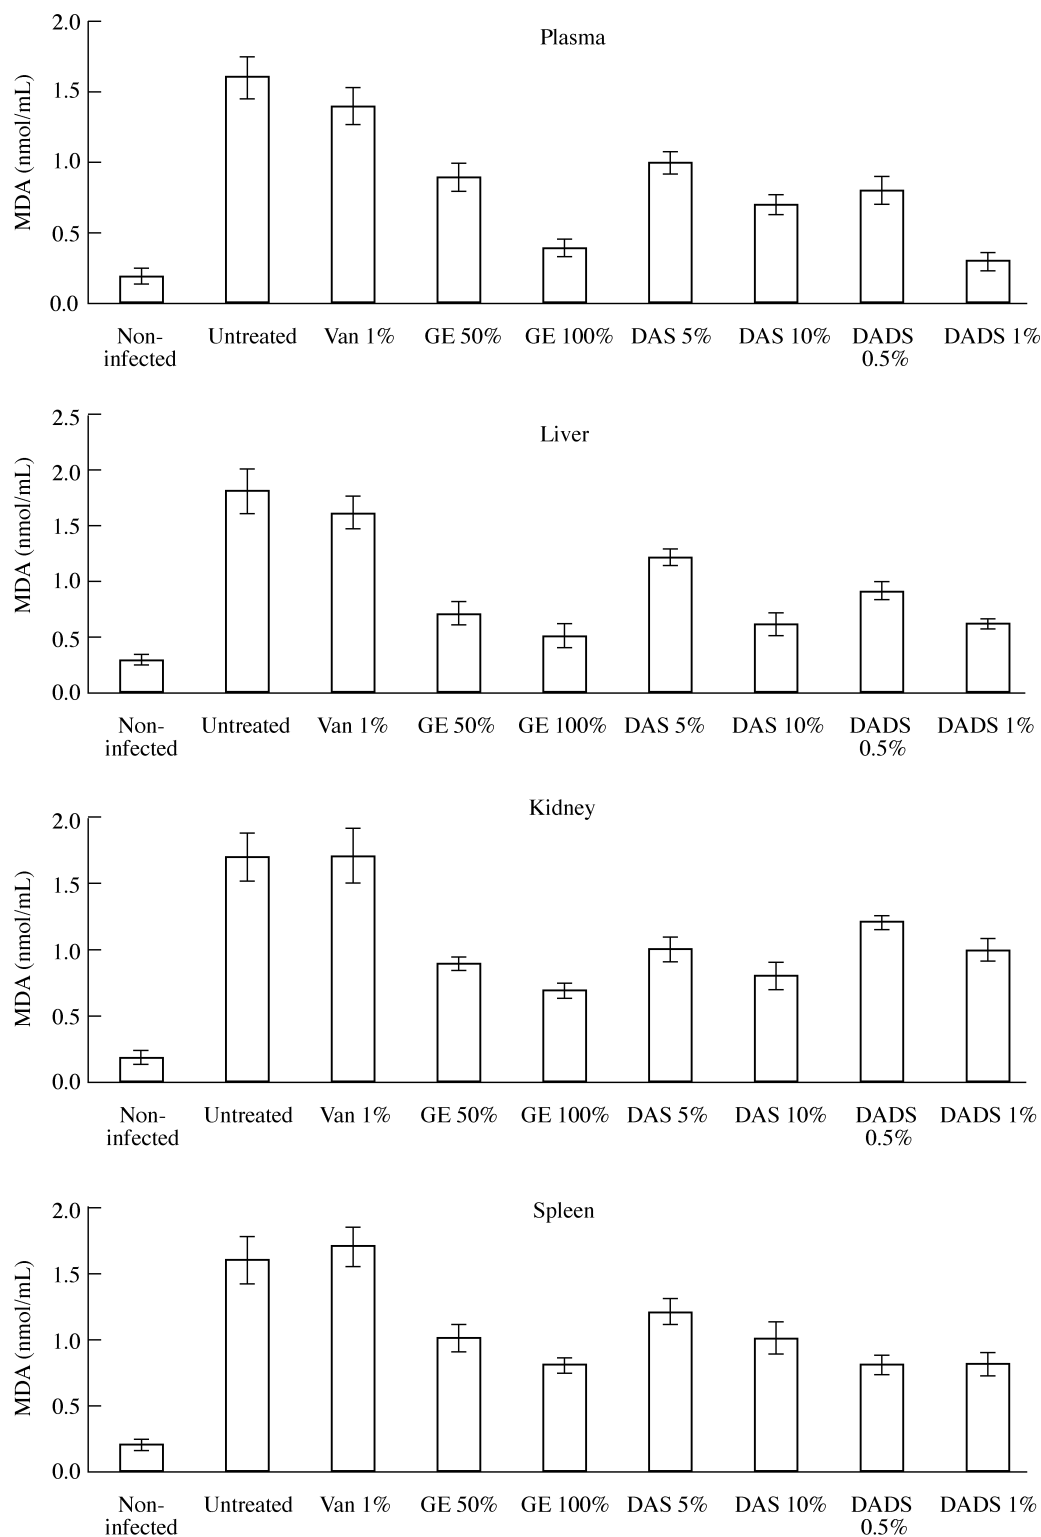 Plasma
MDA (nmol/mL)
2.0
1.5
1.0
0.5
0.0
Non-
infected
Untreated
Van 1%
GE 50%
GE 100%
DAS 5%
DAS 10%
DADS
0.5%
DADS 1%
Liver
MDA (nmol/mL)
2.5
2.0
1.5
1.0
0.5
0.0
Non-
infected
Untreated
Van 1%
GE 50%
GE 100%
DAS 5%
DAS 10%
DADS
0.5%
DADS 1%
Kidney
MDA (nmol/mL)
2.0
1.5
1.0
0.5
0.0
Non-
infected
Untreated
Van 1%
GE 50%
GE 100%
DAS 5%
DAS 10%
DADS
0.5%
DADS 1%
Spleen
MDA (nmol/mL)
2.0
1.5
1.0
0.5
0.0
Non-
infected
Untreated
Van 1%
GE 50%
GE 100%
DAS 5%
DAS 10%
DADS
0.5%
DADS 1%